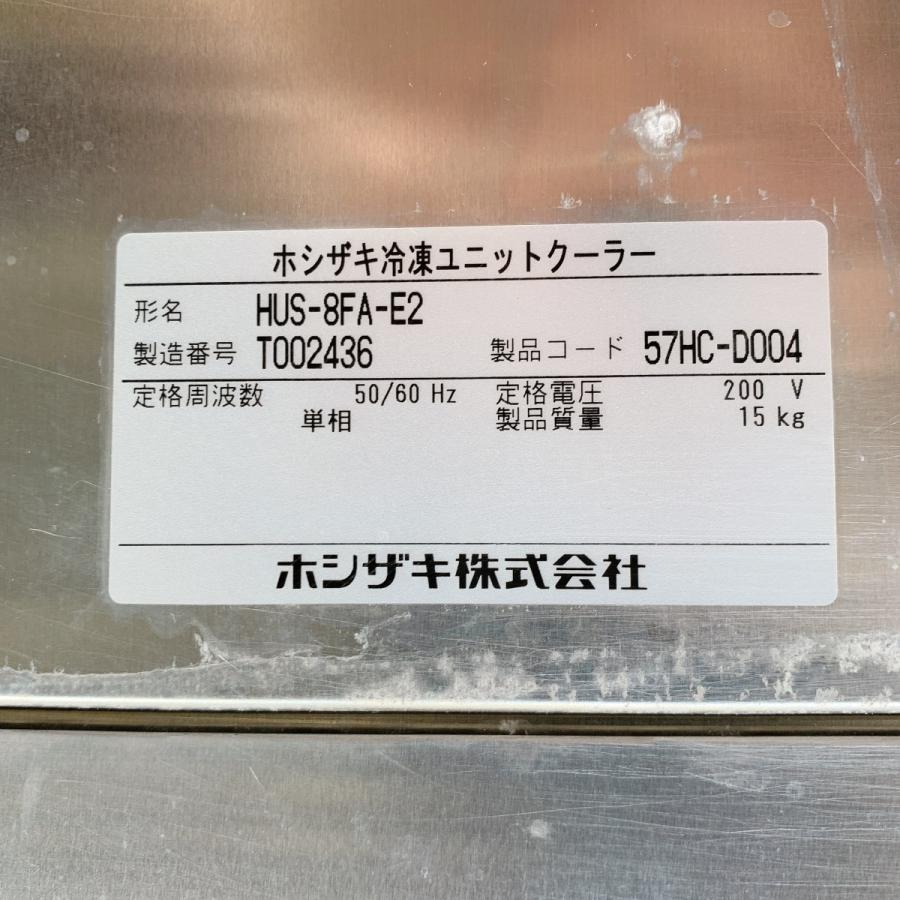 ホシザキ冷凍ユニットクーラー
形名 HUS-8FA-E2
製造番号 T002436 製品コード 57HC-D004
定格周波数 50/60 Hz 定格電圧 200 V
単相 製品質量 15 kg
ホシザキ株式会社